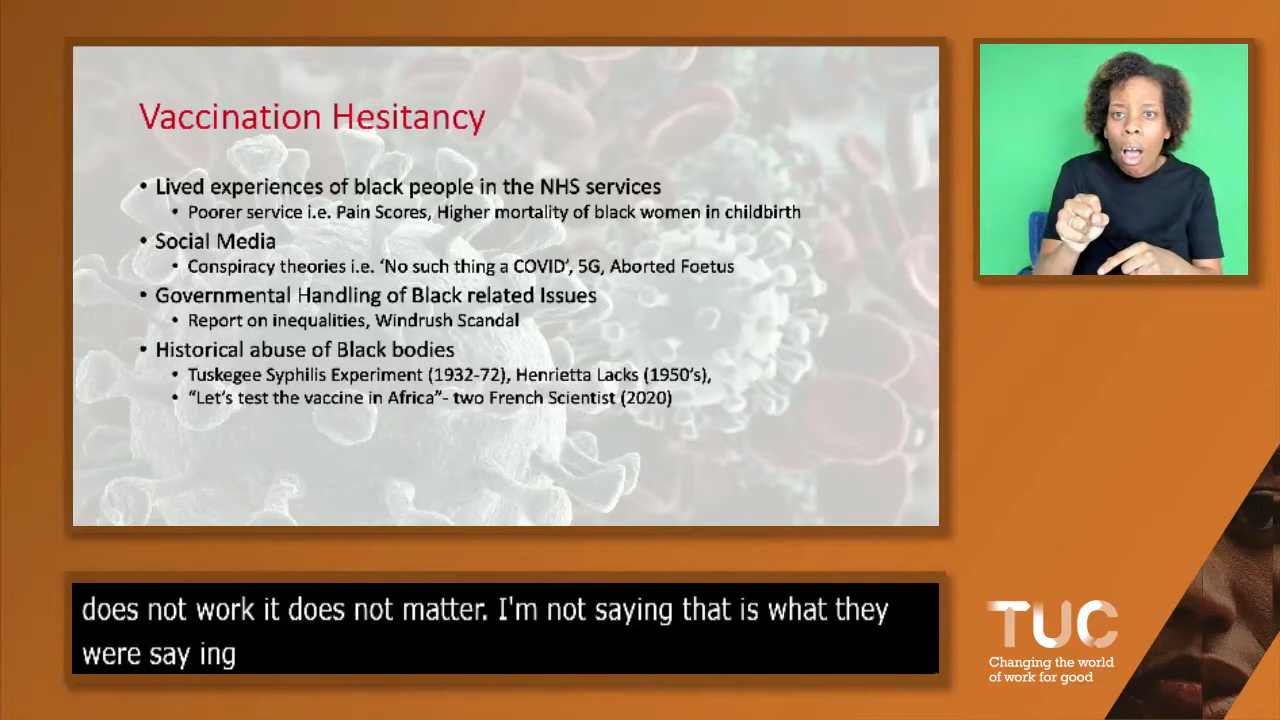 Vaccination Hesitancy
• Lived experiences of black people in the NHS services
• Poorer service i.e. Pain Scores, Higher mortality of black women in childbirth
• Social Media
• Conspiracy theories i.e. ‘No such thing a COVID’, 5G, Aborted Foetus
• Governmental Handling of Black related Issues
• Report on inequalities, Windrush Scandal
• Historical abuse of Black bodies
• Tuskegee Syphilis Experiment (1932-72), Henrietta Lacks (1950’s),
• “Let’s test the vaccine in Africa”- two French Scientist (2020)
does not work it does not matter. I'm not saying that is what they
were say ing
TUC
Changing the world
of work for good